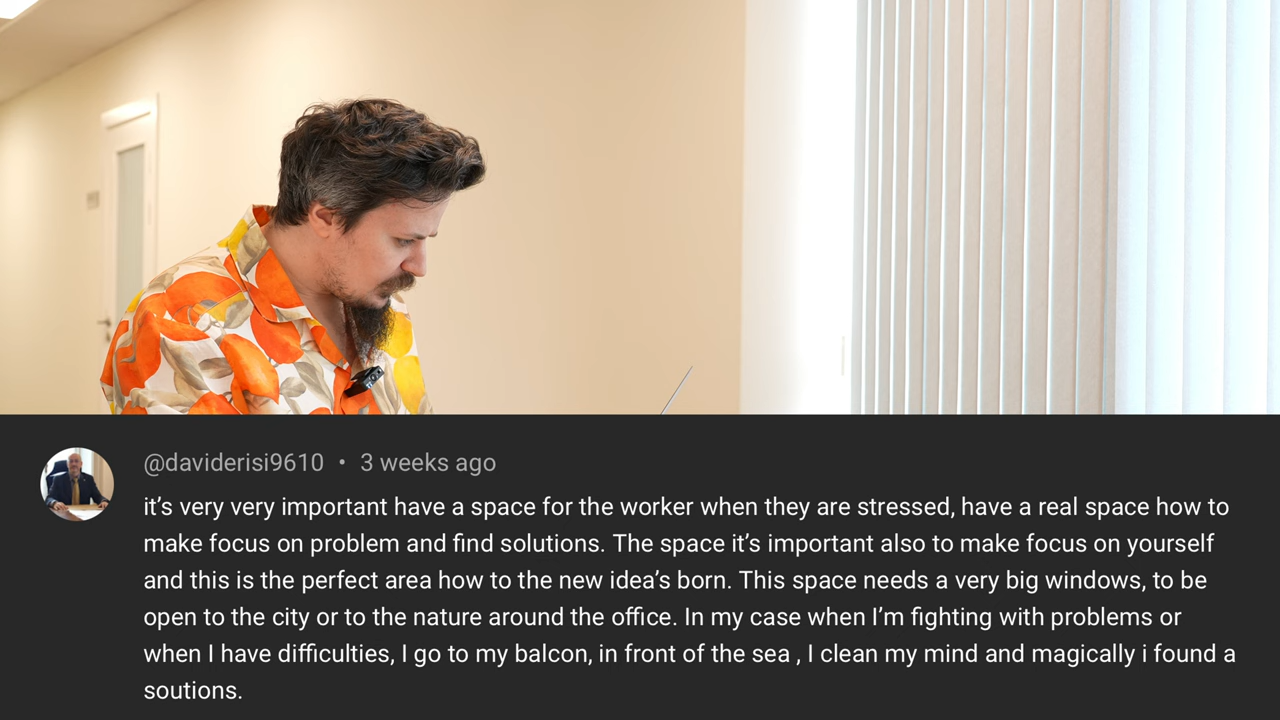 @daviderisi9610 • 3 weeks ago
it’s very very important have a space for the worker when they are stressed, have a real space how to
make focus on problem and find solutions. The space it’s important also to make focus on yourself
and this is the perfect area how to the new idea’s born. This space needs a very big windows, to be
open to the city or to the nature around the office. In my case when I’m fighting with problems or
when I have difficulties, I go to my balcon, in front of the sea , I clean my mind and magically i found a
soutions.